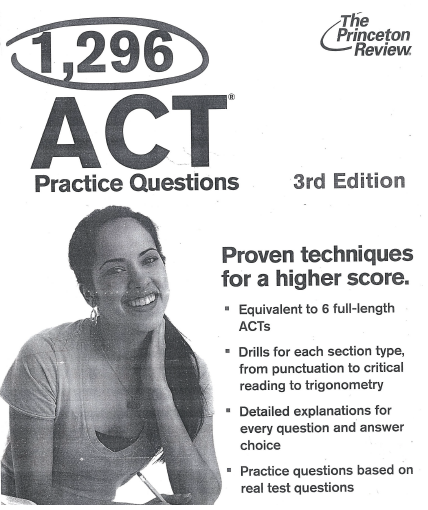 The
Princeton
Review®
1,296
ACT®
Practice Questions
3rd Edition
Proven techniques
for a higher score.
▪ Equivalent to 6 full-length
ACTs
▪ Drills for each section type,
from punctuation to critical
reading to trigonometry
▪ Detailed explanations for
every question and answer
choice
▪ Practice questions based on
real test questions